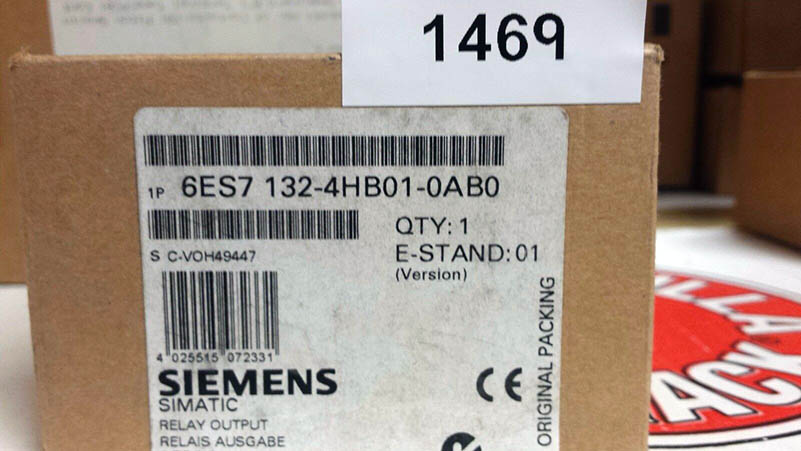 1469
1P 6ES7 132-4HB01-0AB0
QTY: 1
S C-VOH49447
E-STAND: 01
(Version)
4 025515 072331
SIEMENS
SIMATIC
CE
RELAY OUTPUT
RELAIS AUSGABE
ORIGINAL PACKING